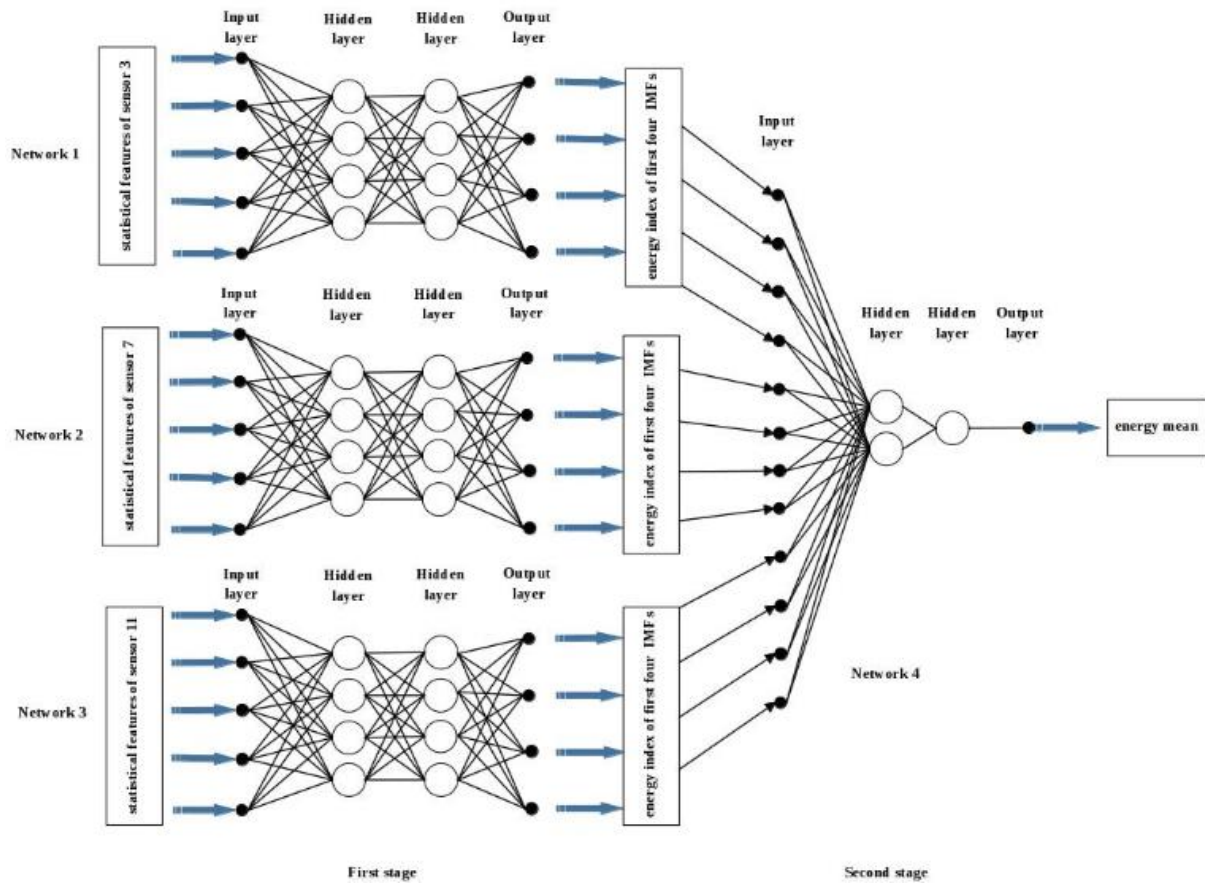 Input
layer
Hidden
layer
Hidden
layer
Output
layer
Network 1
statistical features of sensor 3
energy index of first four IMFs
Input
layer
Hidden
layer
Hidden
layer
Output
layer
Network 2
statistical features of sensor 7
energy index of first four IMFs
Input
layer
Hidden
layer
Hidden
layer
Output
layer
Network 3
statistical features of sensor 11
energy index of first four IMFs
Input
layer
Hidden
layer
Hidden
layer
Output
layer
energy mean
Network 4
First stage
Second stage